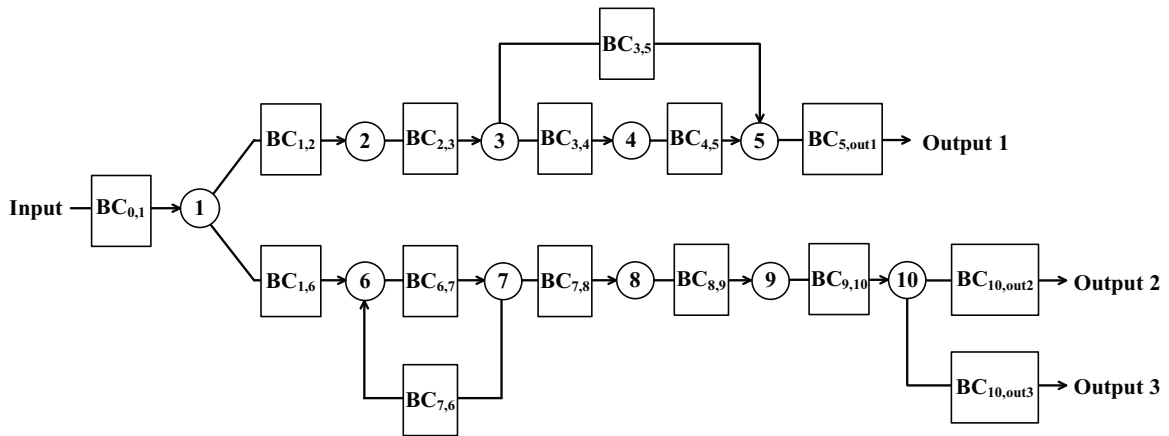 BC3,5
BC1,2 2 BC2,3 3 BC3,4 4 BC4,5 5 BC5,out1 Output 1
Input BC0,1 1
BC1,6 6 BC6,7 7 BC7,8 8 BC8,9 9 BC9,10 10 BC10,out2 Output 2
BC7,6 BC10,out3 Output 3